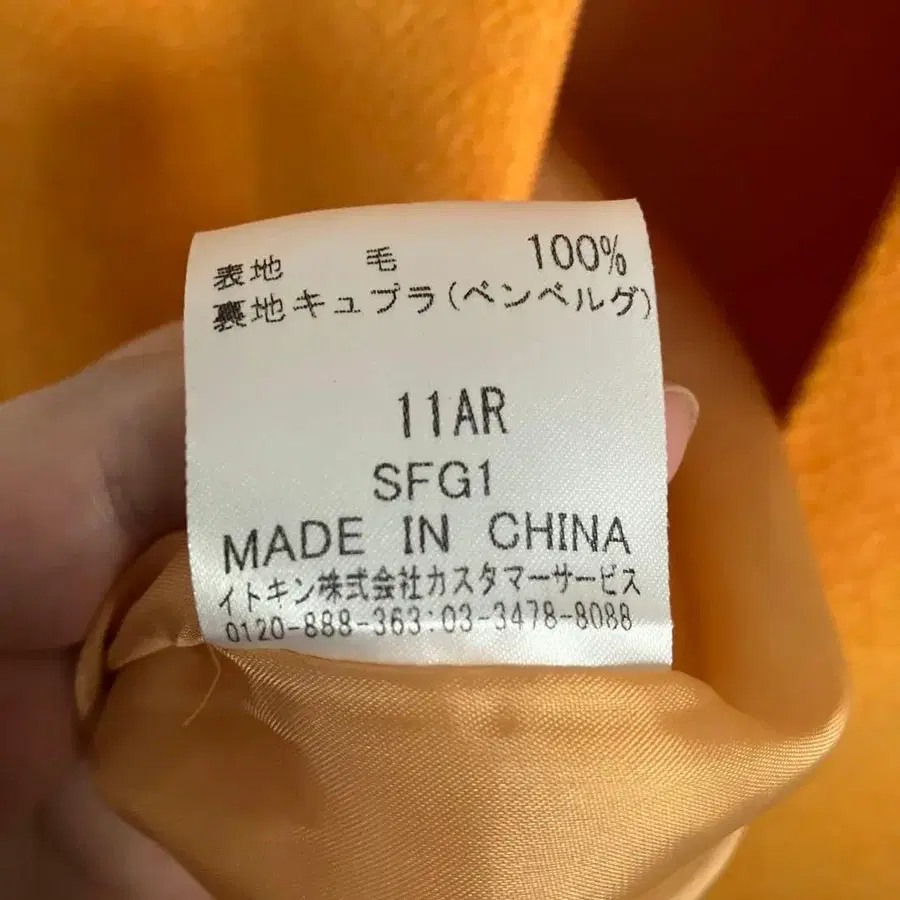 表地 毛 100%
裏地キュプラ(ベンベルグ)
11AR
SFG1
MADE IN CHINA
イトキン株式会社カスタマーサービス
0120-888-363:03-3478-8088